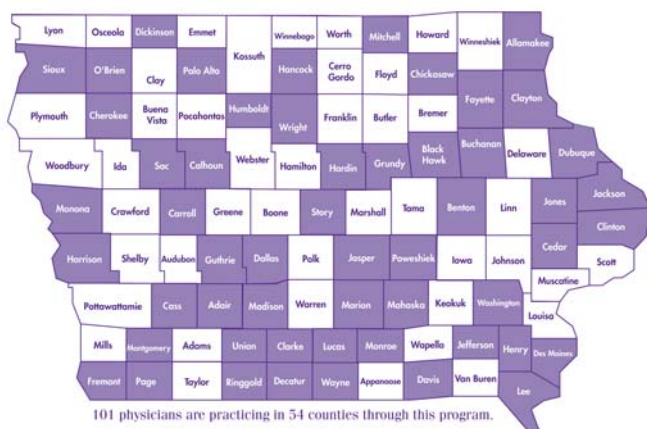 Lyon Osceola Dickinson Emmet Winnebago Worth Mitchell Howard Winneshiek Allamakee
Kossuth
Sioux O'Brien Clay Palo Alto Hancock Cerro Gordo Floyd Chickasaw
Fayette Clayton
Plymouth Cherokee Buena Vista Pocahontas Humboldt Wright Franklin Butler Bremer
Woodbury Ida Sac Calhoun Webster Hamilton Hardin Grundy Black Hawk Buchanan Delaware Dubuque
Monona Crawford Carroll Greene Boone Story Marshall Tama Benton Linn Jones Jackson
Clinton
Harrison Shelby Audubon Guthrie Dallas Polk Jasper Poweshiek Iowa Johnson Cedar Scott
Muscatine
Pottawattamie Cass Adair Madison Warren Marion Mahaska Keokuk Washington Louisa
Mills Montgomery Adams Union Clarke Lucas Monroe Wapello Jefferson Henry Des Moines
Fremont Page Taylor Ringgold Decatur Wayne Appanoose Davis Van Buren Lee
101 physicians are practicing in 54 counties through this program.